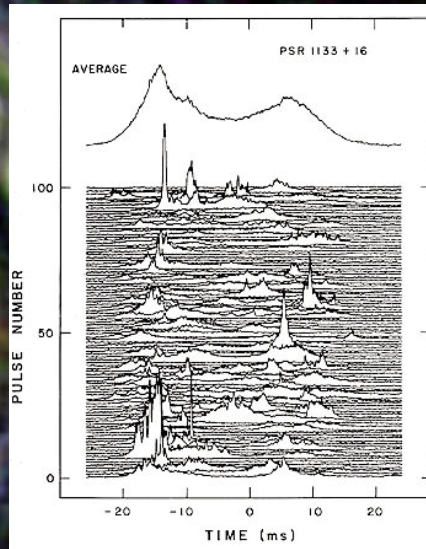 PSR 1133 + 16
AVERAGE
100
50
0
PULSE NUMBER
-20
-10
0
10
20
TIME (ms)